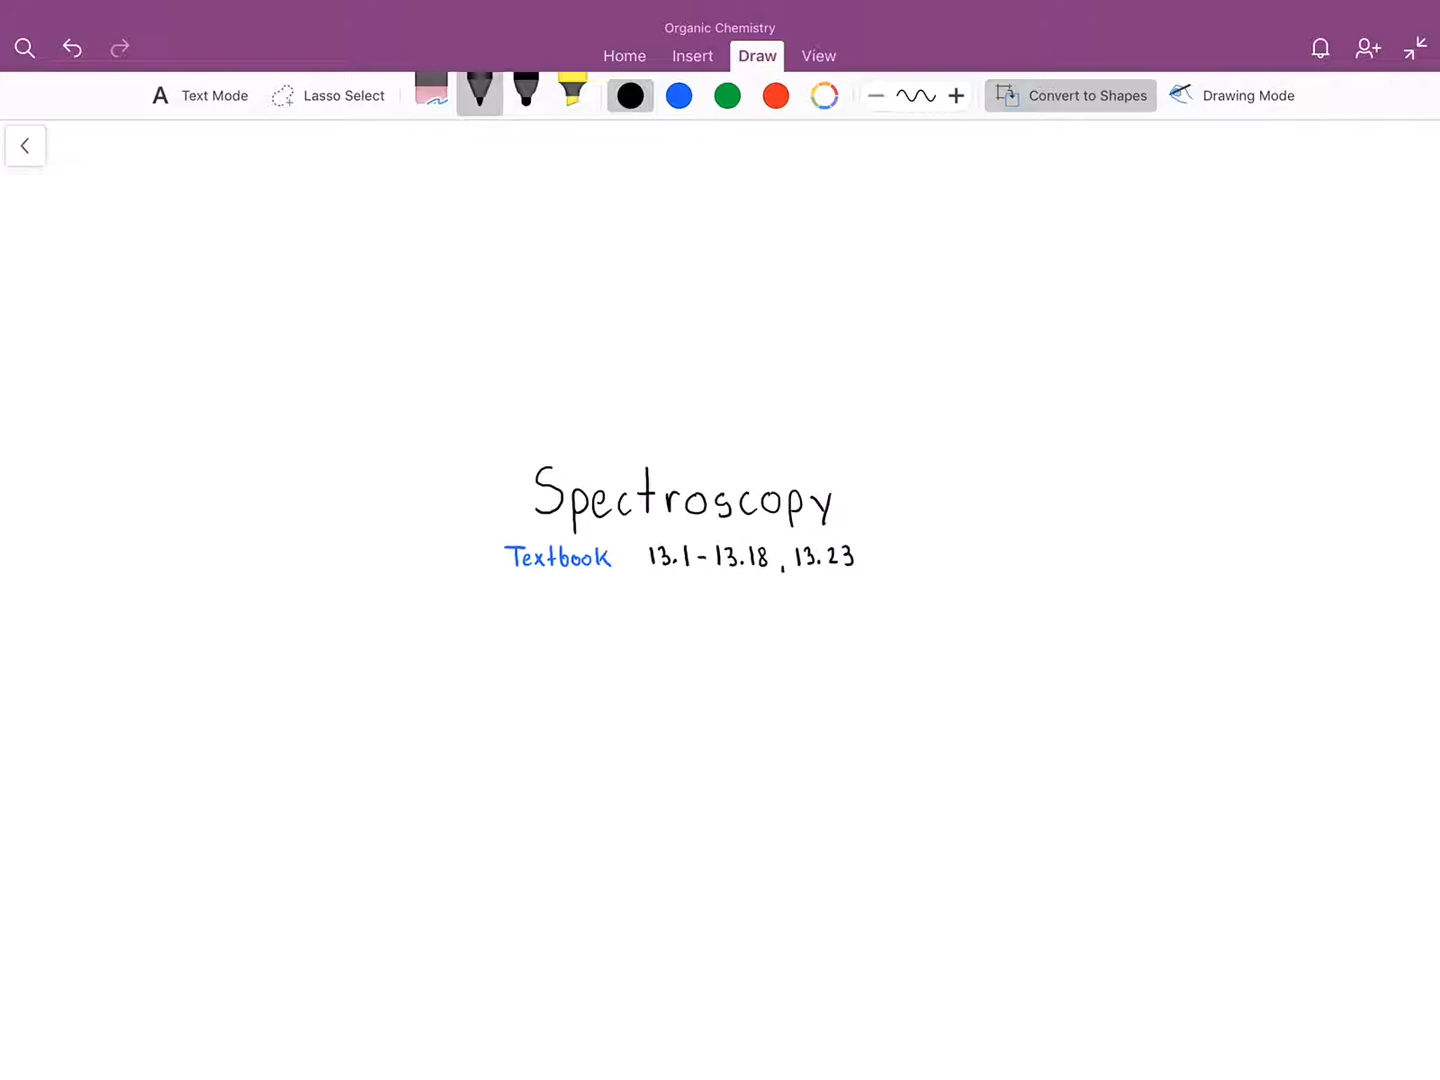 Organic Chemistry
Home Insert Draw View
A Text Mode Lasso Select Convert to Shapes Drawing Mode
Spectroscopy
Textbook 13.1 - 13.18, 13.23